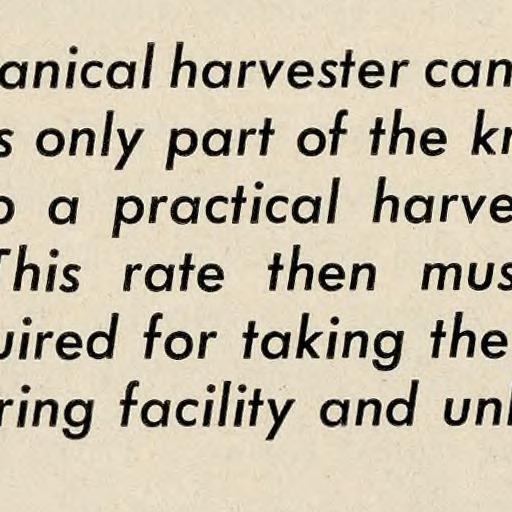 anical harvester can
s only part of the kr
o a practical harve
This rate then mus
uired for taking the
ring facility and unl